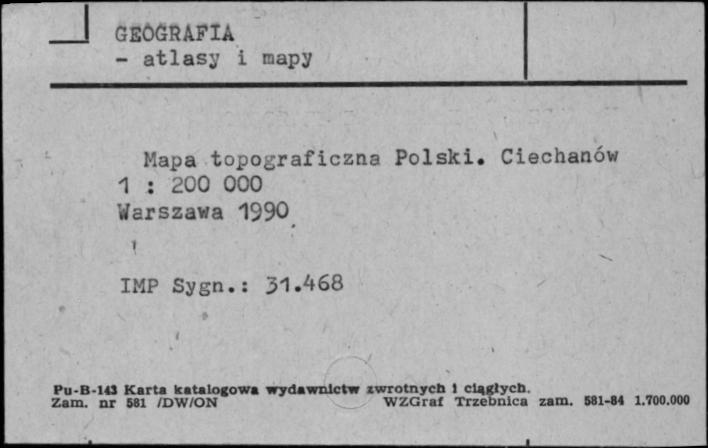 GEOGRAFIA
- atlasy i mapy
Mapa topograficzna Polski. Ciechanów
1 : 200 000
Warszawa 1990
IMP Sygn.: 31.468
Pu-B-143 Karta katalogowa wydawnictw zwrotnych i ciągłych.
Zam. nr 581 /DW/ON WZGraf Trzebnica zam. 581-84 1.700.000